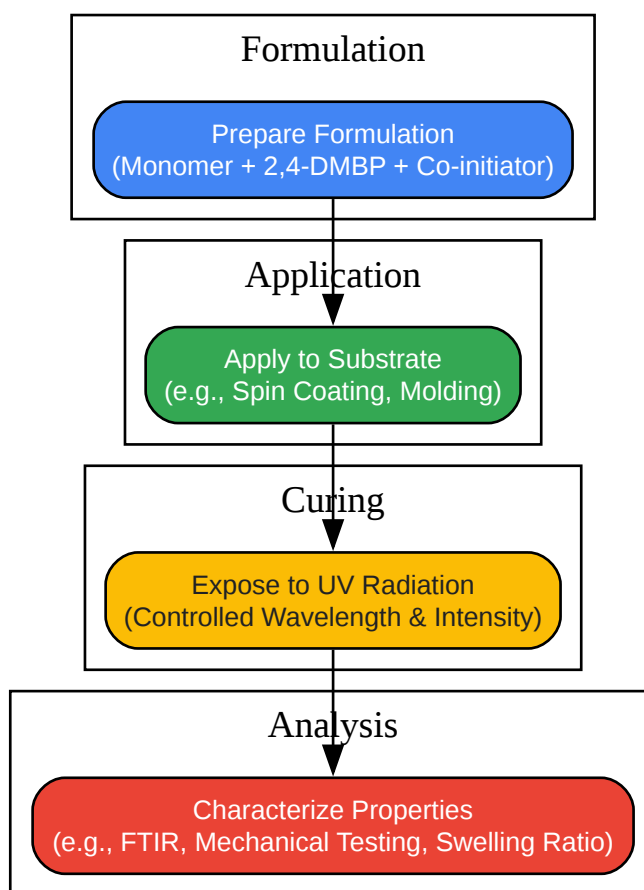 Formulation
Prepare Formulation
(Monomer + 2,4-DMBP + Co-initiator)
Application
Apply to Substrate
(e.g., Spin Coating, Molding)
Curing
Expose to UV Radiation
(Controlled Wavelength & Intensity)
Analysis
Characterize Properties
(e.g., FTIR, Mechanical Testing, Swelling Ratio)